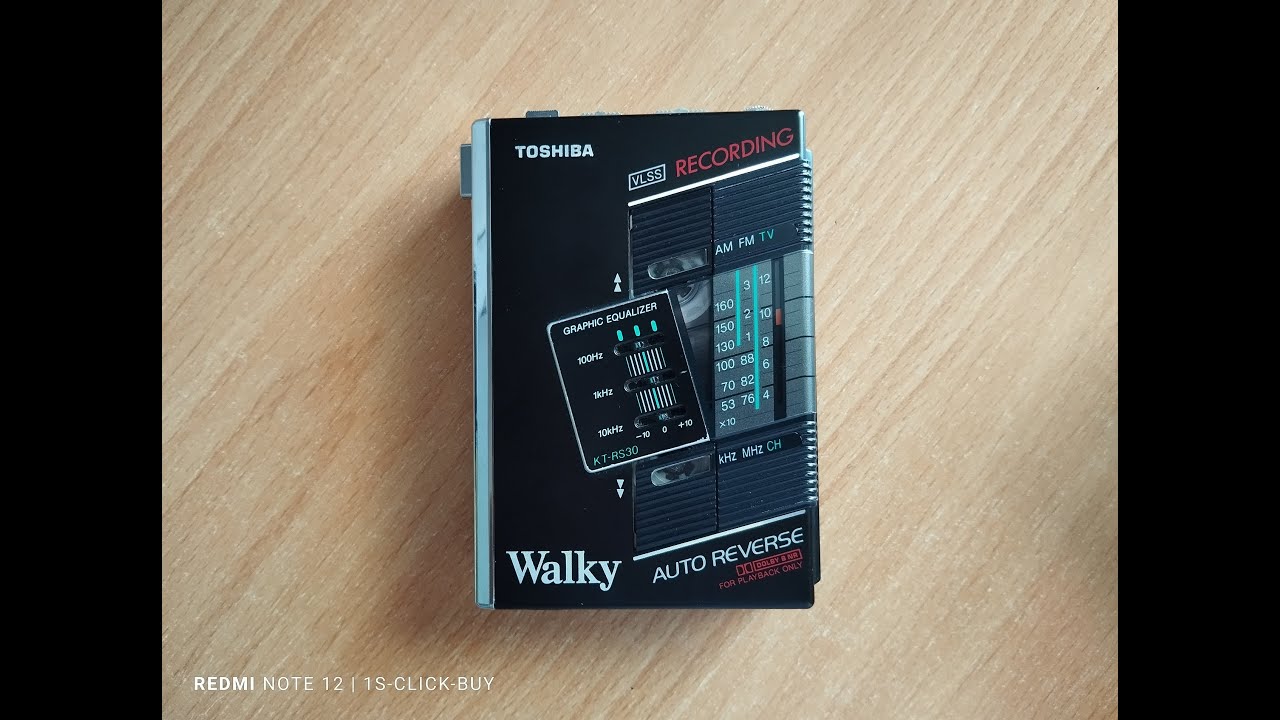 TOSHIBA
VLSS RECORDING
AM FM TV
GRAPHIC EQUALIZER
100Hz
1kHz
10kHz
-10 0 +10
KT-RS30
3 12
160
2 10
150
1
130 8
100 88 6
70 82
53 76 4
×10
kHz MHz CH
Walky
AUTO REVERSE
DOLBY B NR
FOR PLAYBACK ONLY
REDMI NOTE 12 | 1S-CLICK-BUY